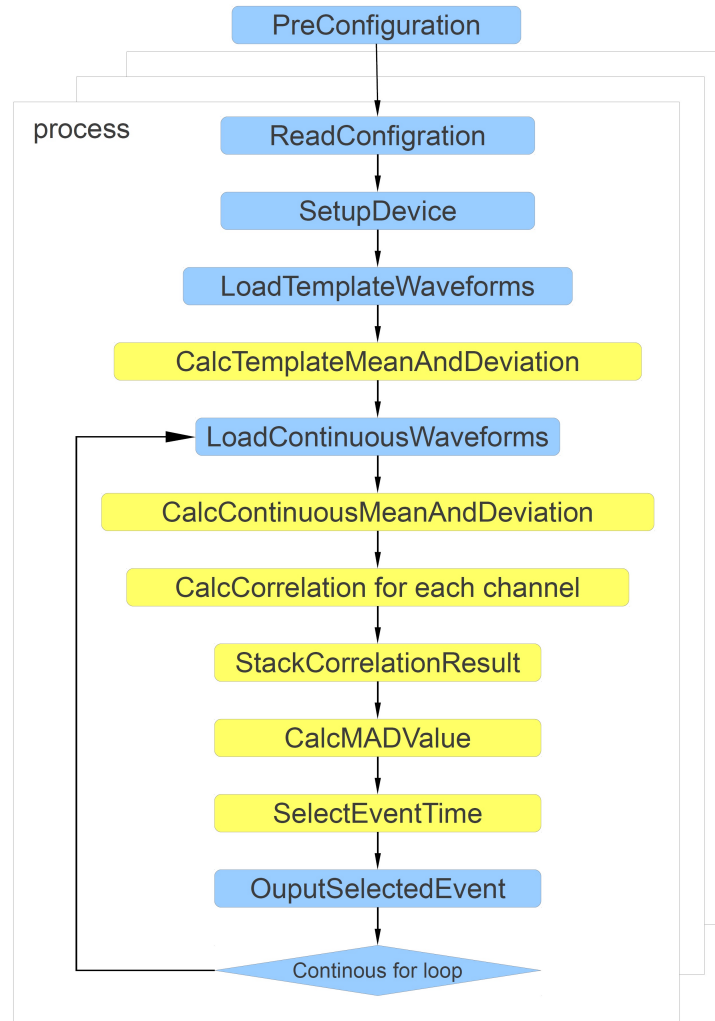 PreConfiguration
process
ReadConfigration
SetupDevice
LoadTemplateWaveforms
CalcTemplateMeanAndDeviation
LoadContinuousWaveforms
CalcContinuousMeanAndDeviation
CalcCorrelation for each channel
StackCorrelationResult
CalcMADValue
SelectEventTime
OuputSelectedEvent
Continous for loop